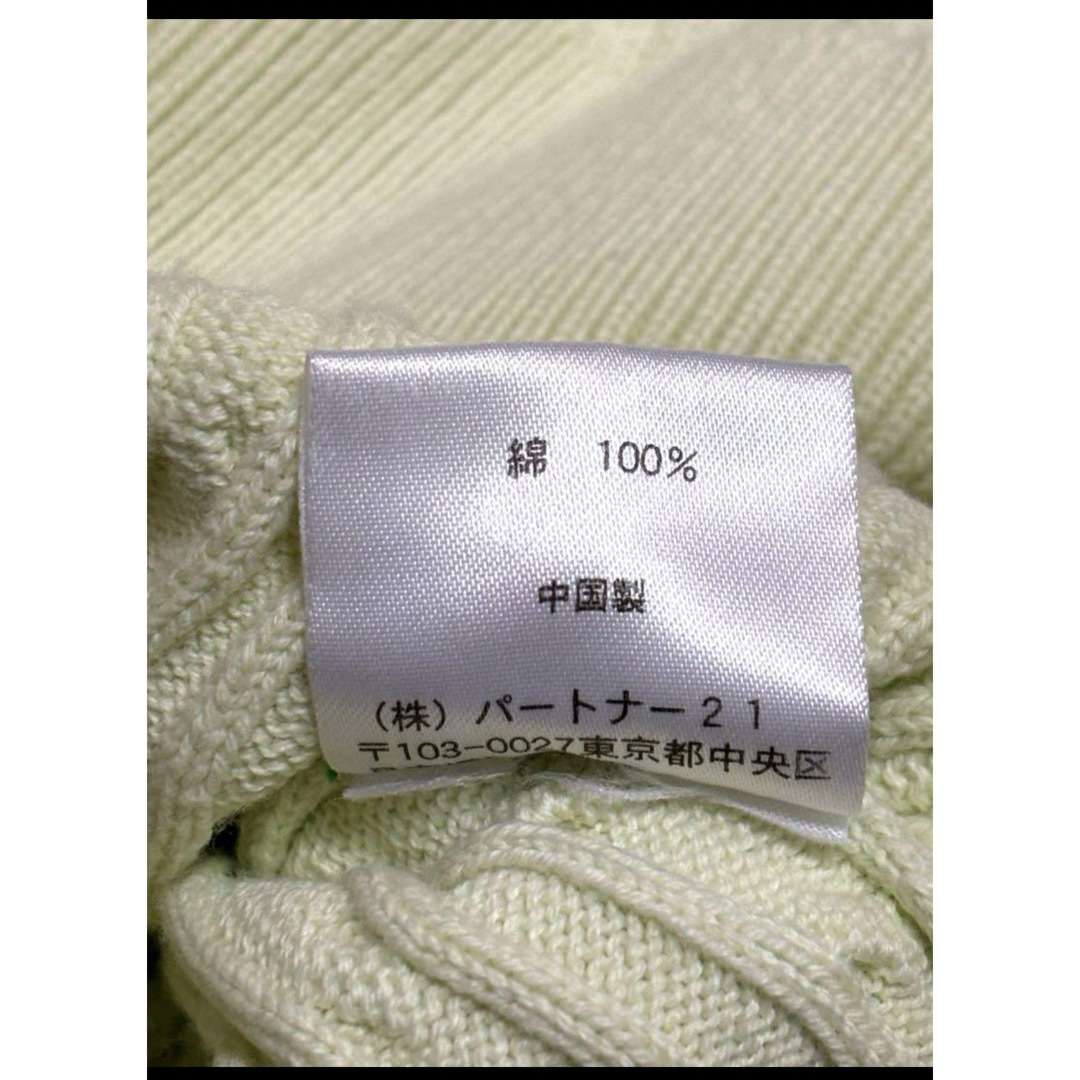 綿 100%
中国製
（株）パートナー２１
〒103-0027東京都中央区